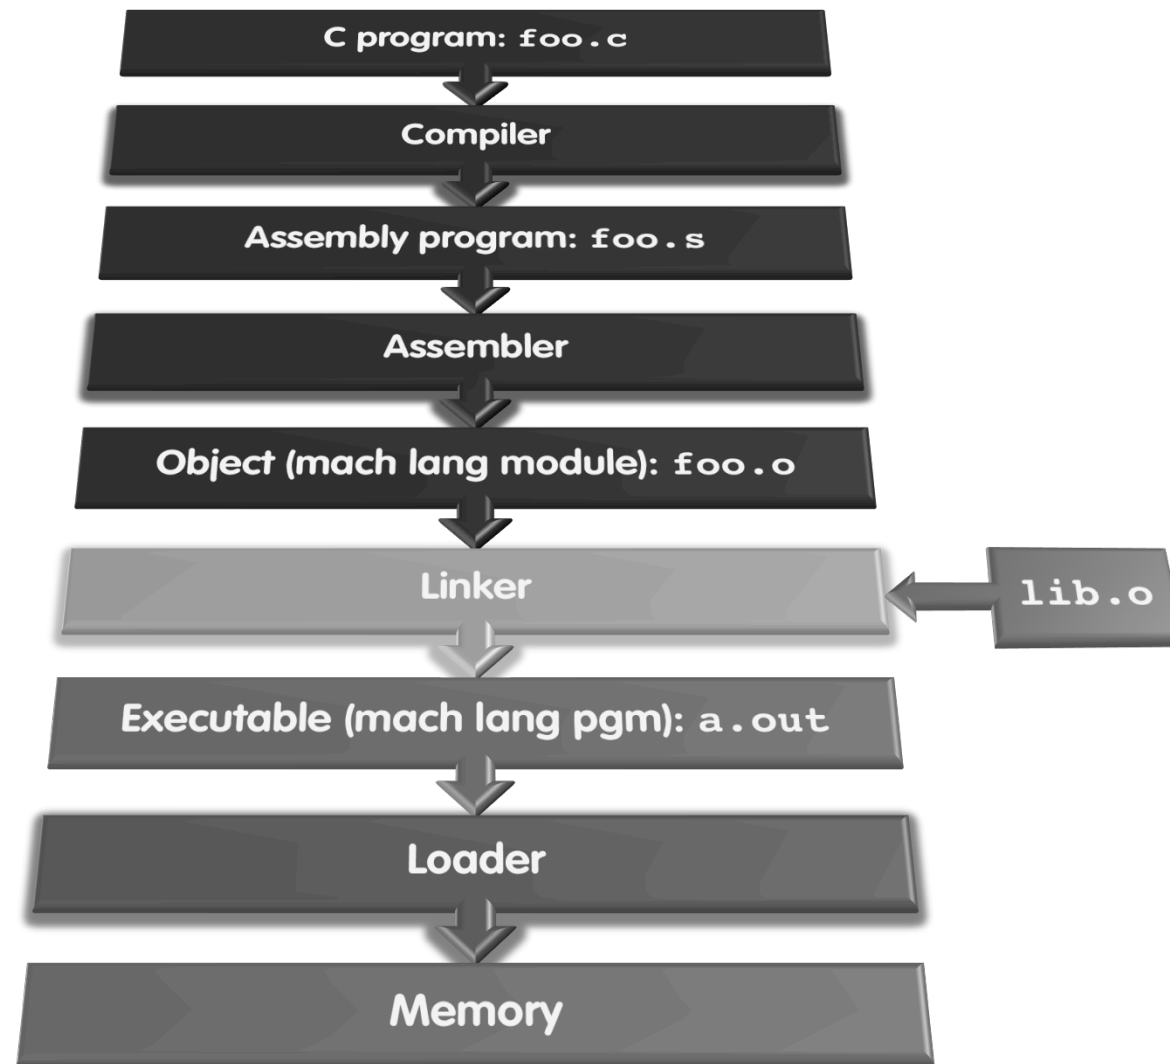 C program: foo.c
Compiler
Assembly program: foo.s
Assembler
Object (mach lang module): foo.o
Linker
lib.o
Executable (mach lang pgm): a.out
Loader
Memory